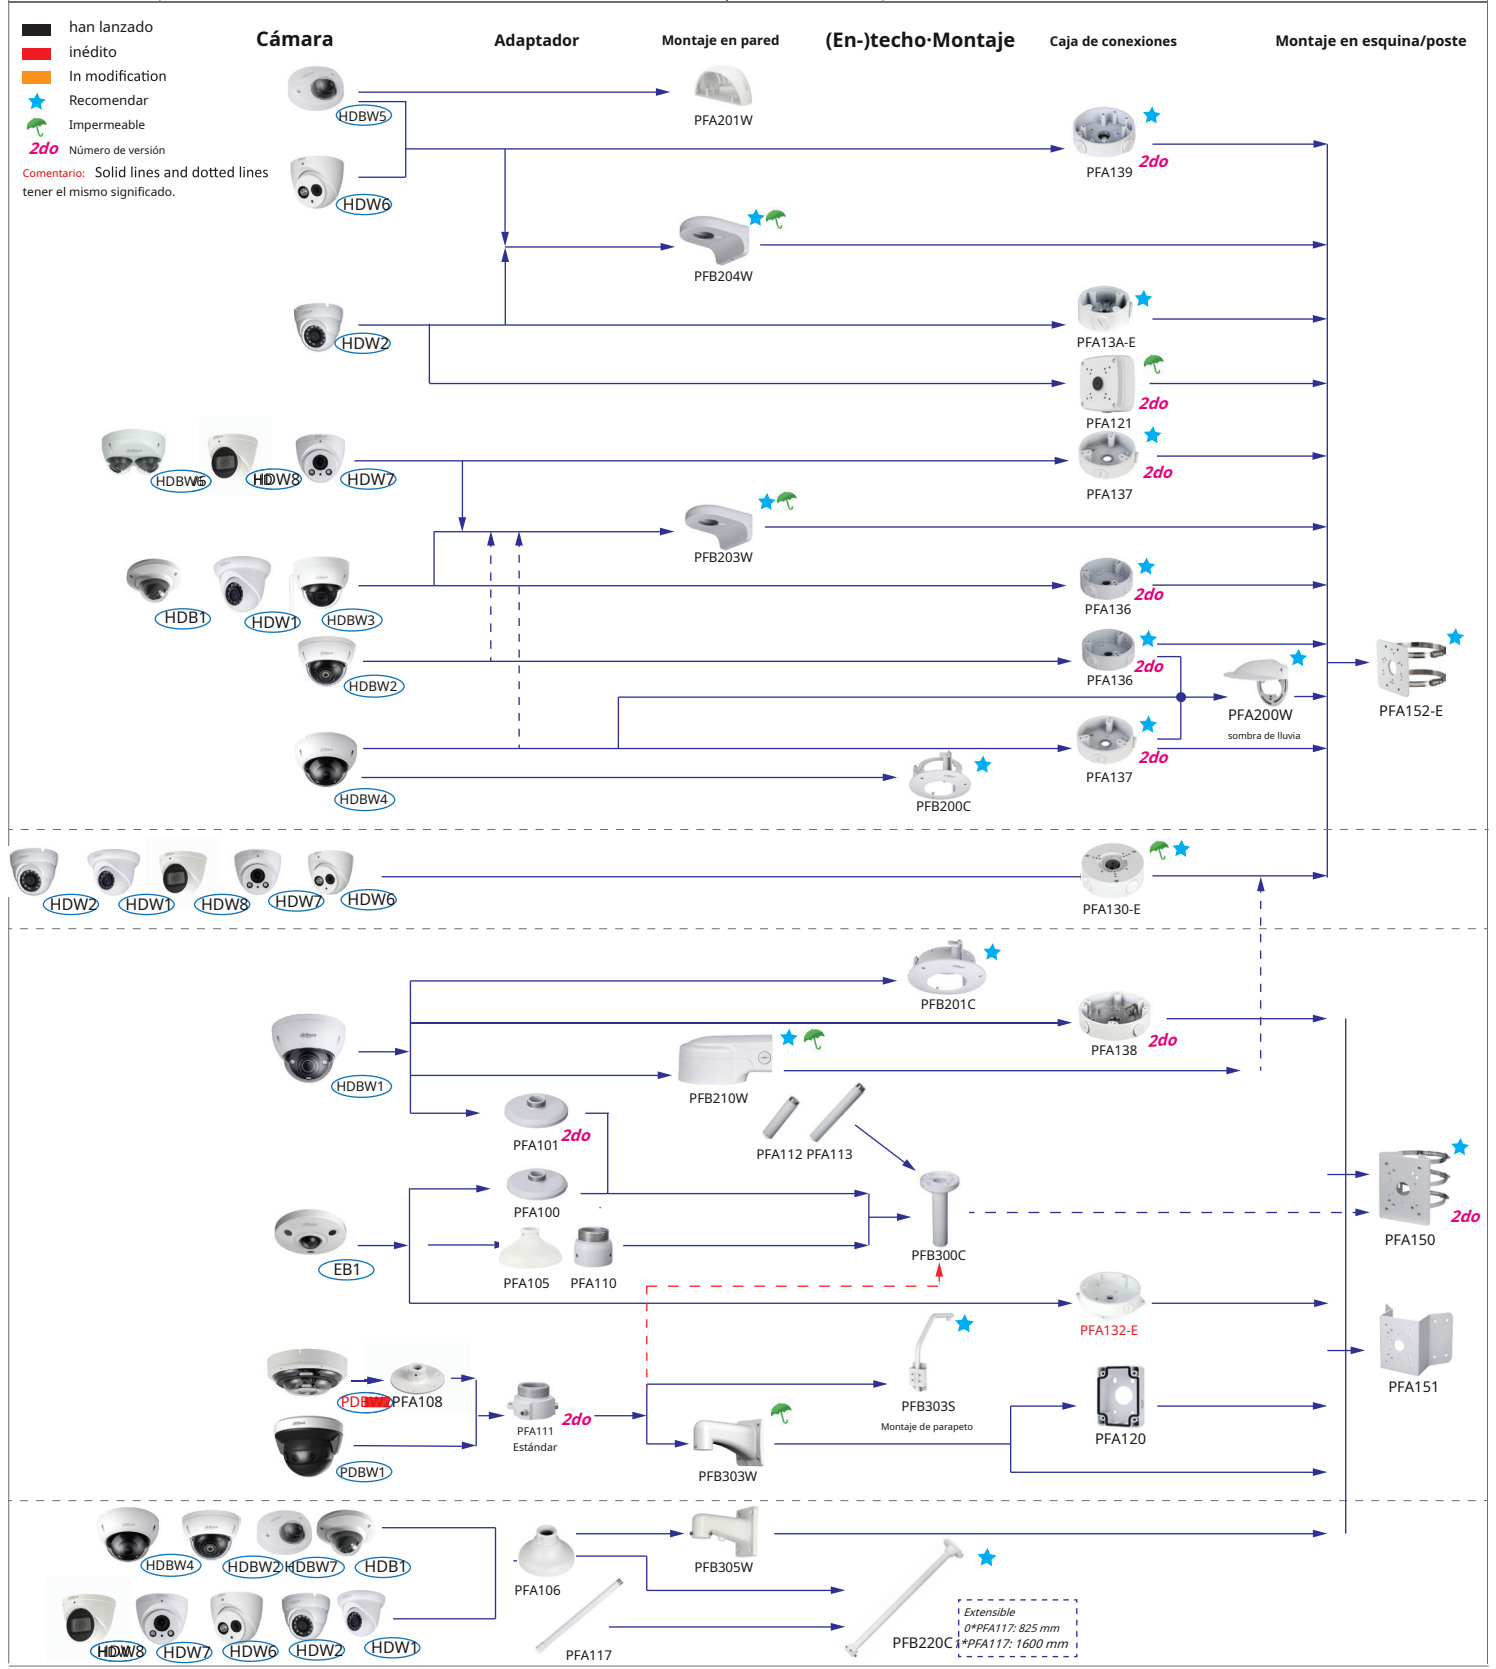 han lanzado
inédito
In modification
Recomendar
Impermeable
2do Número de versión
Comentario: Solid lines and dotted lines
tener el mismo significado.
Cámara
Adaptador
Montaje en pared
(En-)techo·Montaje
Caja de conexiones
Montaje en esquina/poste
HDBW5
PFA201W
HDW6
PFA139
2do
PFB204W
HDW2
PFA13A-E
PFA121
2do
HDW8
HDW7
PFA137
2do
PFB203W
HDB1
HDW1
HDBW3
PFA136
2do
HDBW2
PFA136
2do
PFA200W
sombra de lluvia
PFA152-E
HDBW4
PFB200C
PFA137
2do
HDW2
HDW1
HDW8
HDW7
HDW6
PFA130-E
PFB201C
HDBW1
PFA138
2do
PFB210W
PFA101
2do
PFA112 PFA113
PFA100
EB1
PFA105
PFA110
PFB300C
PFA150
2do
PFA132-E
PFA108
PFA111
Estándar
2do
PFB303S
Montaje de parapeto
PFA151
PDBW1
PFB303W
PFA120
HDBW4
HDBW2
HDBW7
HDB1
PFA106
PFB305W
HDW7
HDW6
HDW2
HDW1
PFA117
PFB220C
Extensible
0*PFA117: 825 mm
1*PFA117: 1600 mm